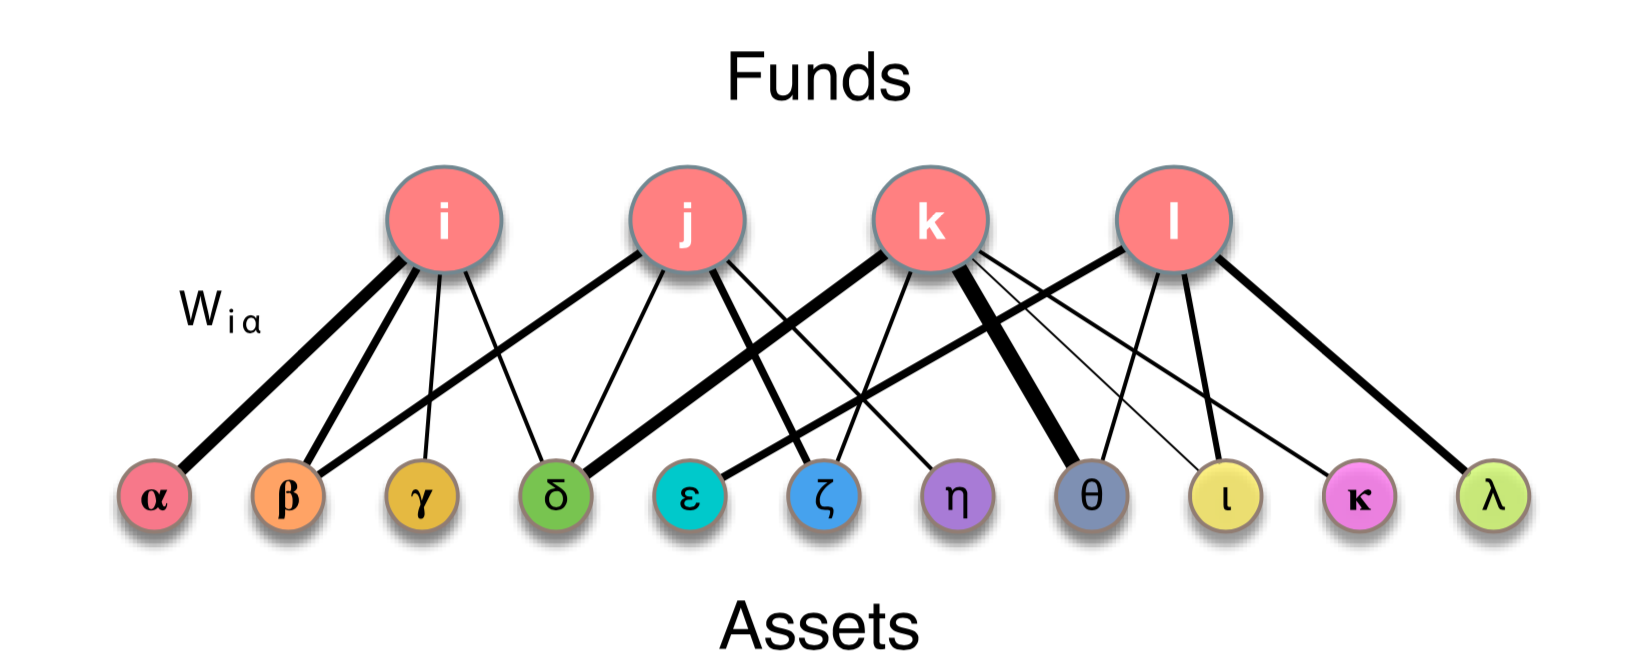 Funds
i j k l
W i α
α β γ δ ε ζ η θ ι κ λ
Assets